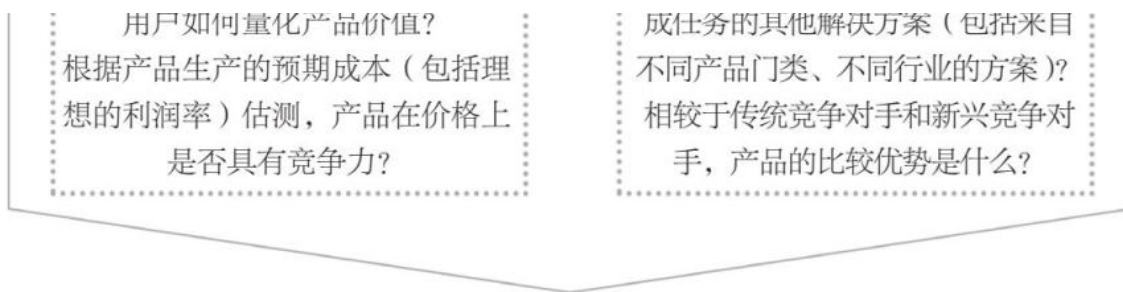 用户如何量化产品价值？
根据产品生产的预期成本（包括理
想的利润率）估测，产品在价格上
是否具有竞争力？
成任务的其他解决方案（包括来自
不同产品门类、不同行业的方案）？
相较于传统竞争对手和新兴竞争对
手，产品的比较优势是什么？